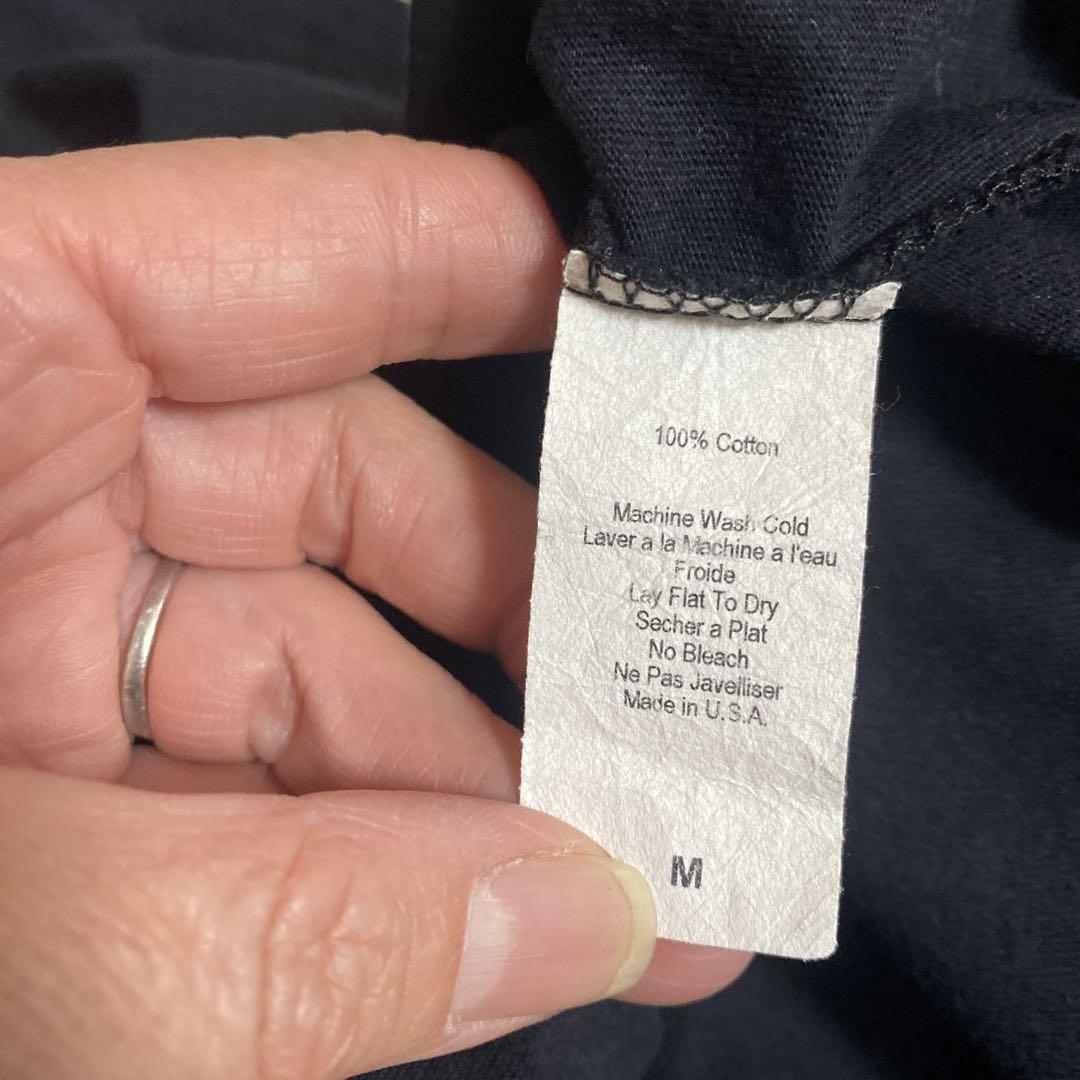 100% Cotton
Machine Wash Cold
Laver a la Machine a l'eau
Froide
Lay Flat To Dry
Secher a Plat
No Bleach
Ne Pas Javelliser
Made in U.S.A.
M